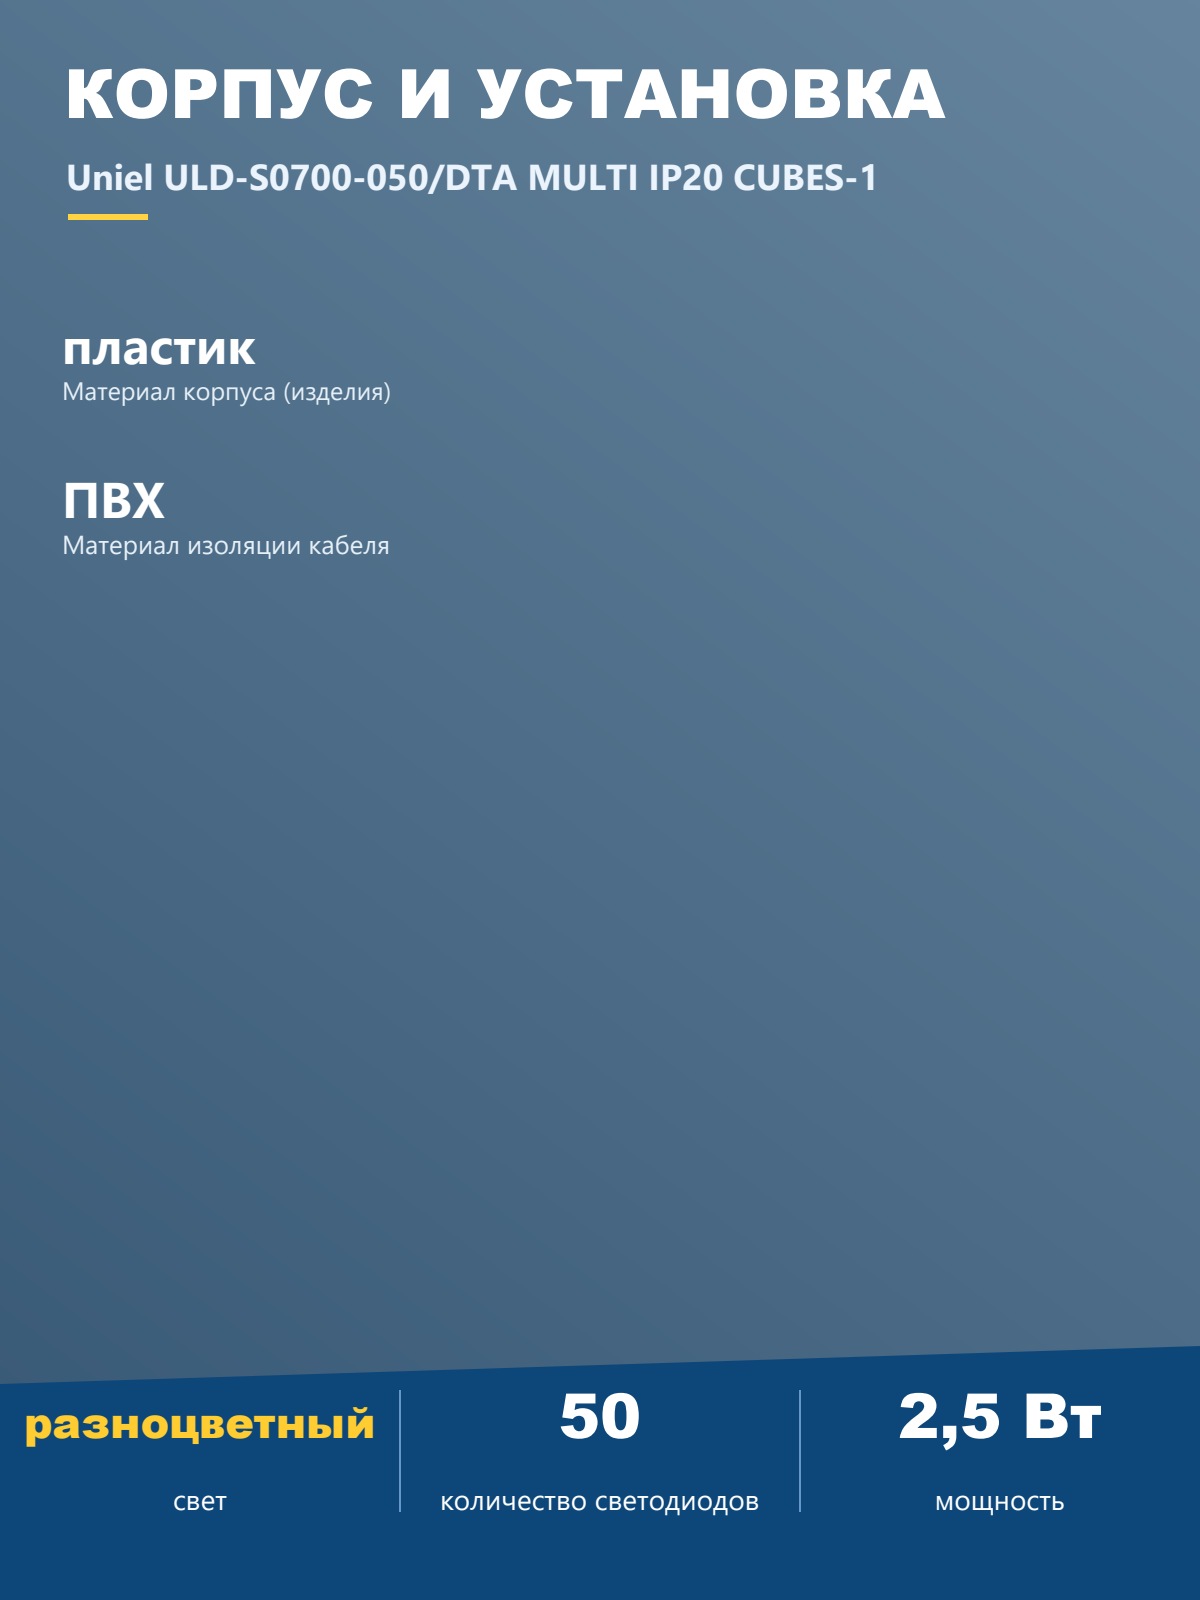 КОРПУС И УСТАНОВКА
Uniel ULD-S0700-050/DTA MULTI IP20 CUBES-1
пластик
Материал корпуса (изделия)
ПВХ
Материал изоляции кабеля
разноцветный
свет
50
количество светодиодов
2,5 Вт
мощность